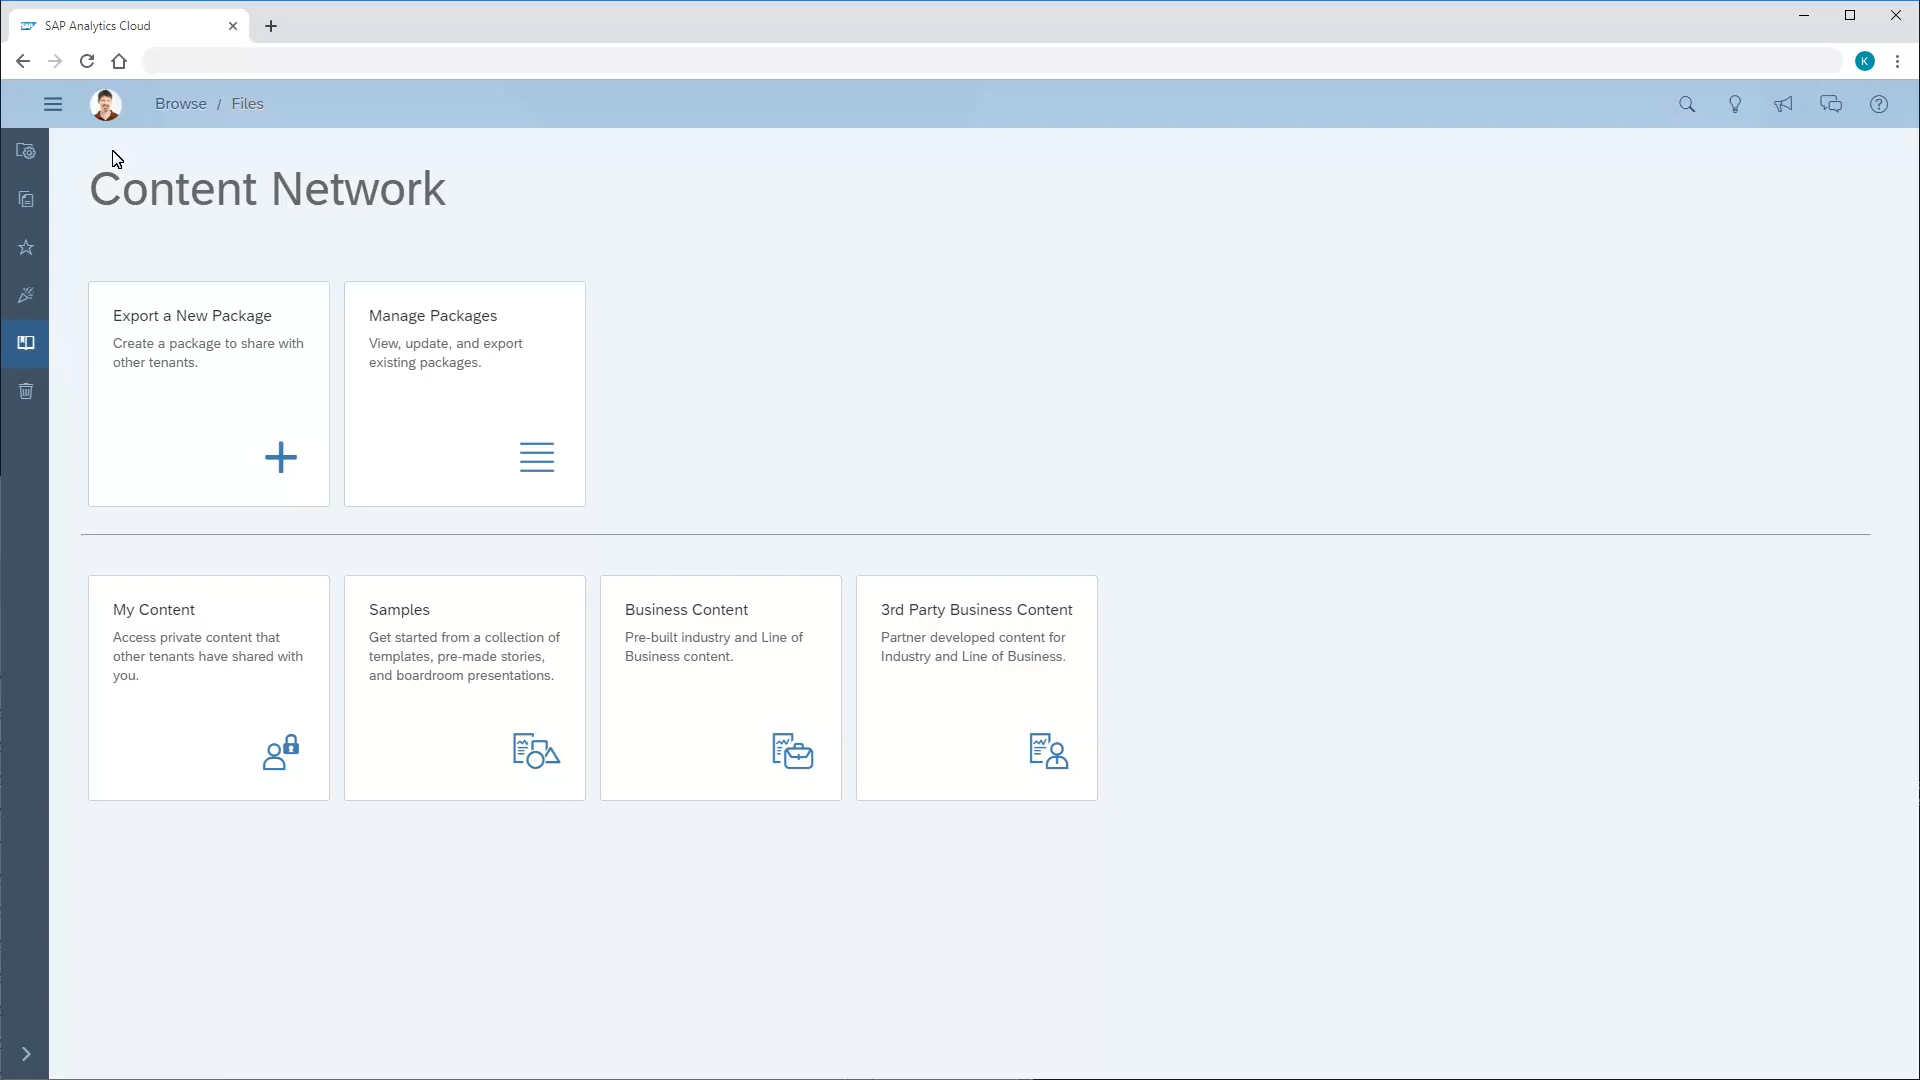 SAP Analytics Cloud
K
Browse / Files
Content Network
Export a New Package
Create a package to share with
other tenants.
Manage Packages
View, update, and export
existing packages.
My Content
Access private content that
other tenants have shared with
you.
Samples
Get started from a collection of
templates, pre-made stories,
and boardroom presentations.
Business Content
Pre-built industry and Line of
Business content.
3rd Party Business Content
Partner developed content for
Industry and Line of Business.